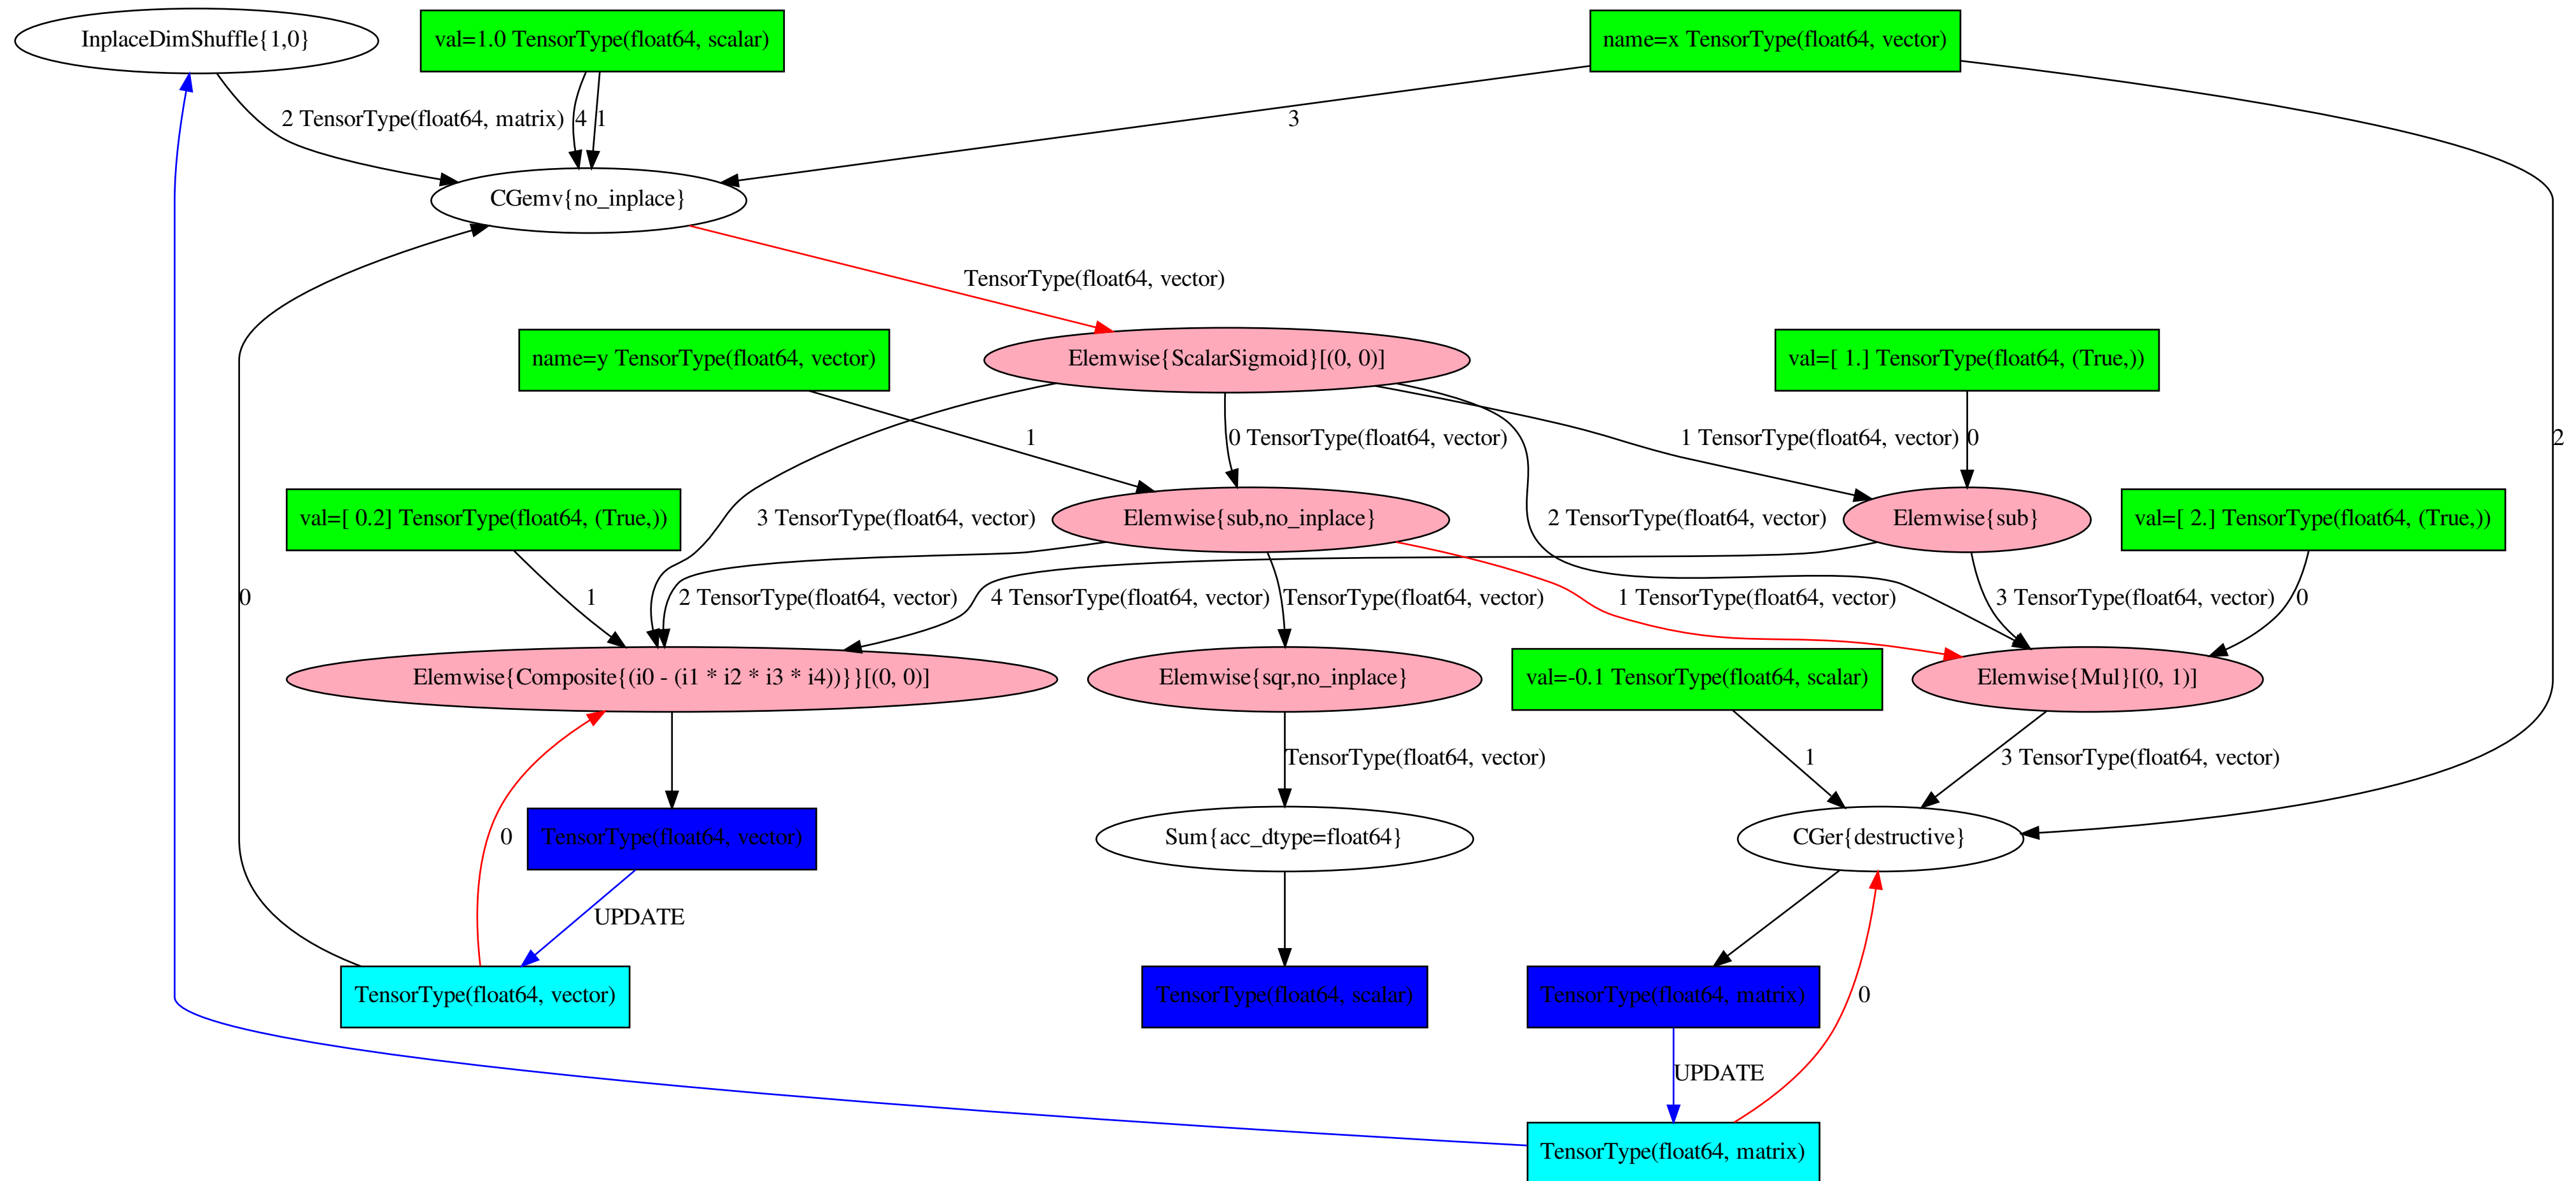 InplaceDimShuffle{1,0}
val=1.0 TensorType(float64, scalar)
name=x TensorType(float64, vector)
2 TensorType(float64, matrix)
4
1
3
CGemv{no_inplace}
TensorType(float64, vector)
name=y TensorType(float64, vector)
Elemwise{ScalarSigmoid}[(0, 0)]
val=[ 1.] TensorType(float64, (True,))
1
0 TensorType(float64, vector)
1 TensorType(float64, vector)
0
2
val=[ 0.2] TensorType(float64, (True,))
3 TensorType(float64, vector)
Elemwise{sub,no_inplace}
2 TensorType(float64, vector)
Elemwise{sub}
val=[ 2.] TensorType(float64, (True,))
0
1
2 TensorType(float64, vector)
4 TensorType(float64, vector)
TensorType(float64, vector)
1 TensorType(float64, vector)
3 TensorType(float64, vector)
0
Elemwise{Composite{(i0 - (i1 * i2 * i3 * i4))}}[(0, 0)]
Elemwise{sqr,no_inplace}
val=-0.1 TensorType(float64, scalar)
Elemwise{Mul}[(0, 1)]
TensorType(float64, vector)
1
3 TensorType(float64, vector)
0
TensorType(float64, vector)
Sum{acc_dtype=float64}
CGer{destructive}
UPDATE
TensorType(float64, vector)
TensorType(float64, scalar)
TensorType(float64, matrix)
0
UPDATE
TensorType(float64, matrix)